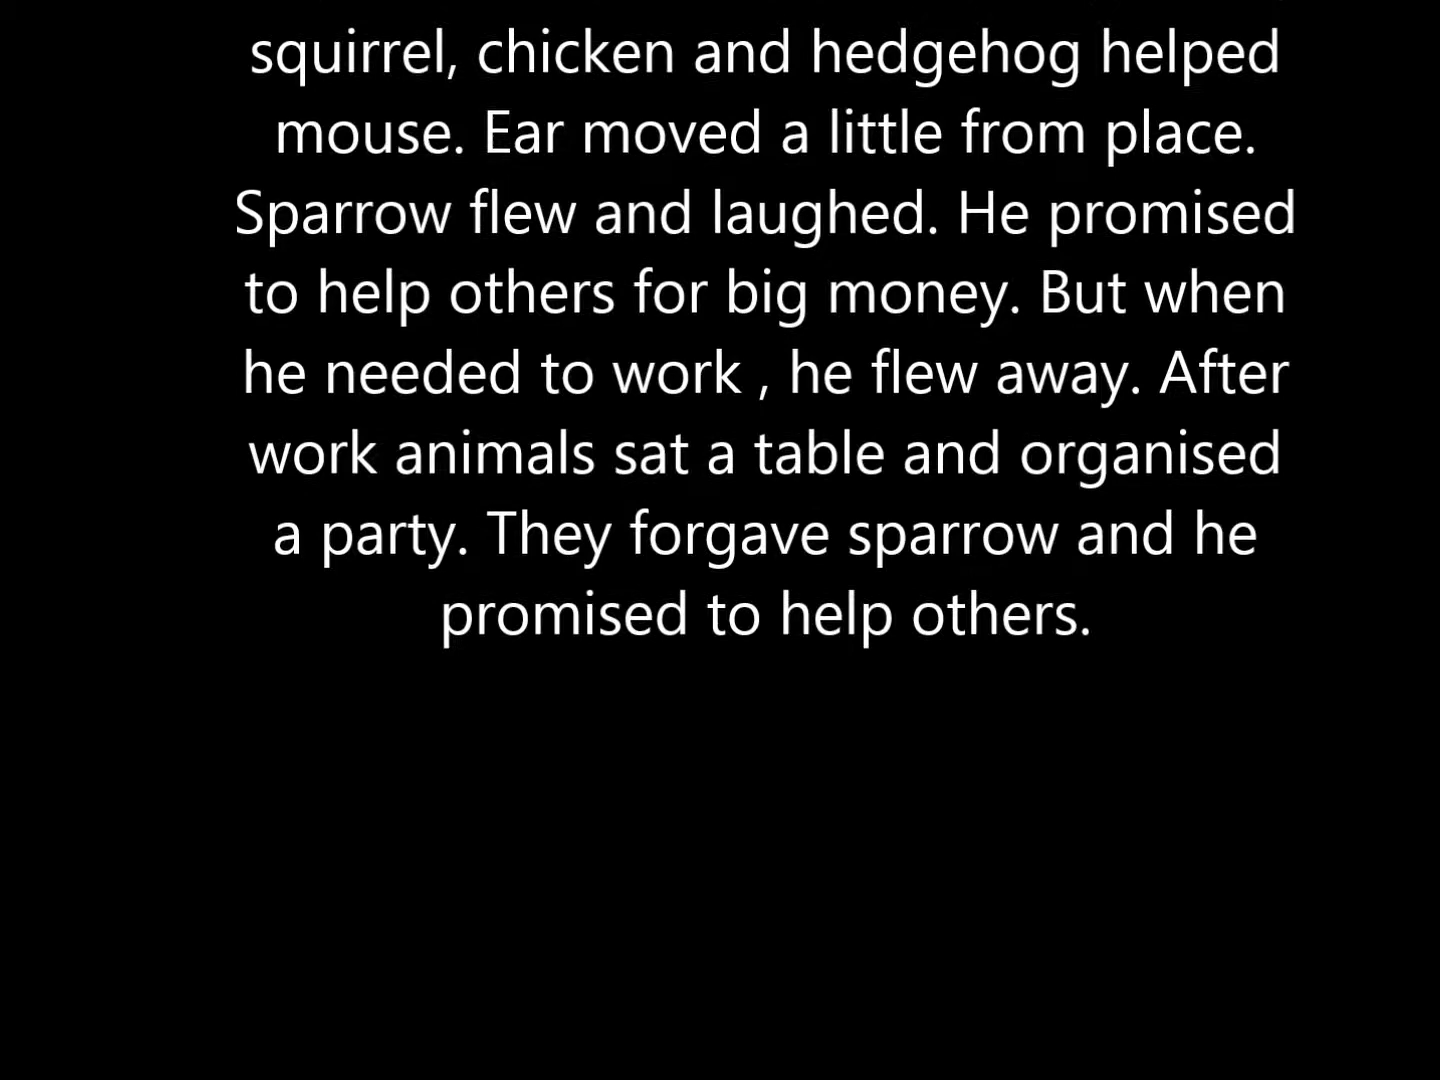 squirrel, chicken and hedgehog helped
mouse. Ear moved a little from place.
Sparrow flew and laughed. He promised
to help others for big money. But when
he needed to work , he flew away. After
work animals sat a table and organised
a party. They forgave sparrow and he
promised to help others.